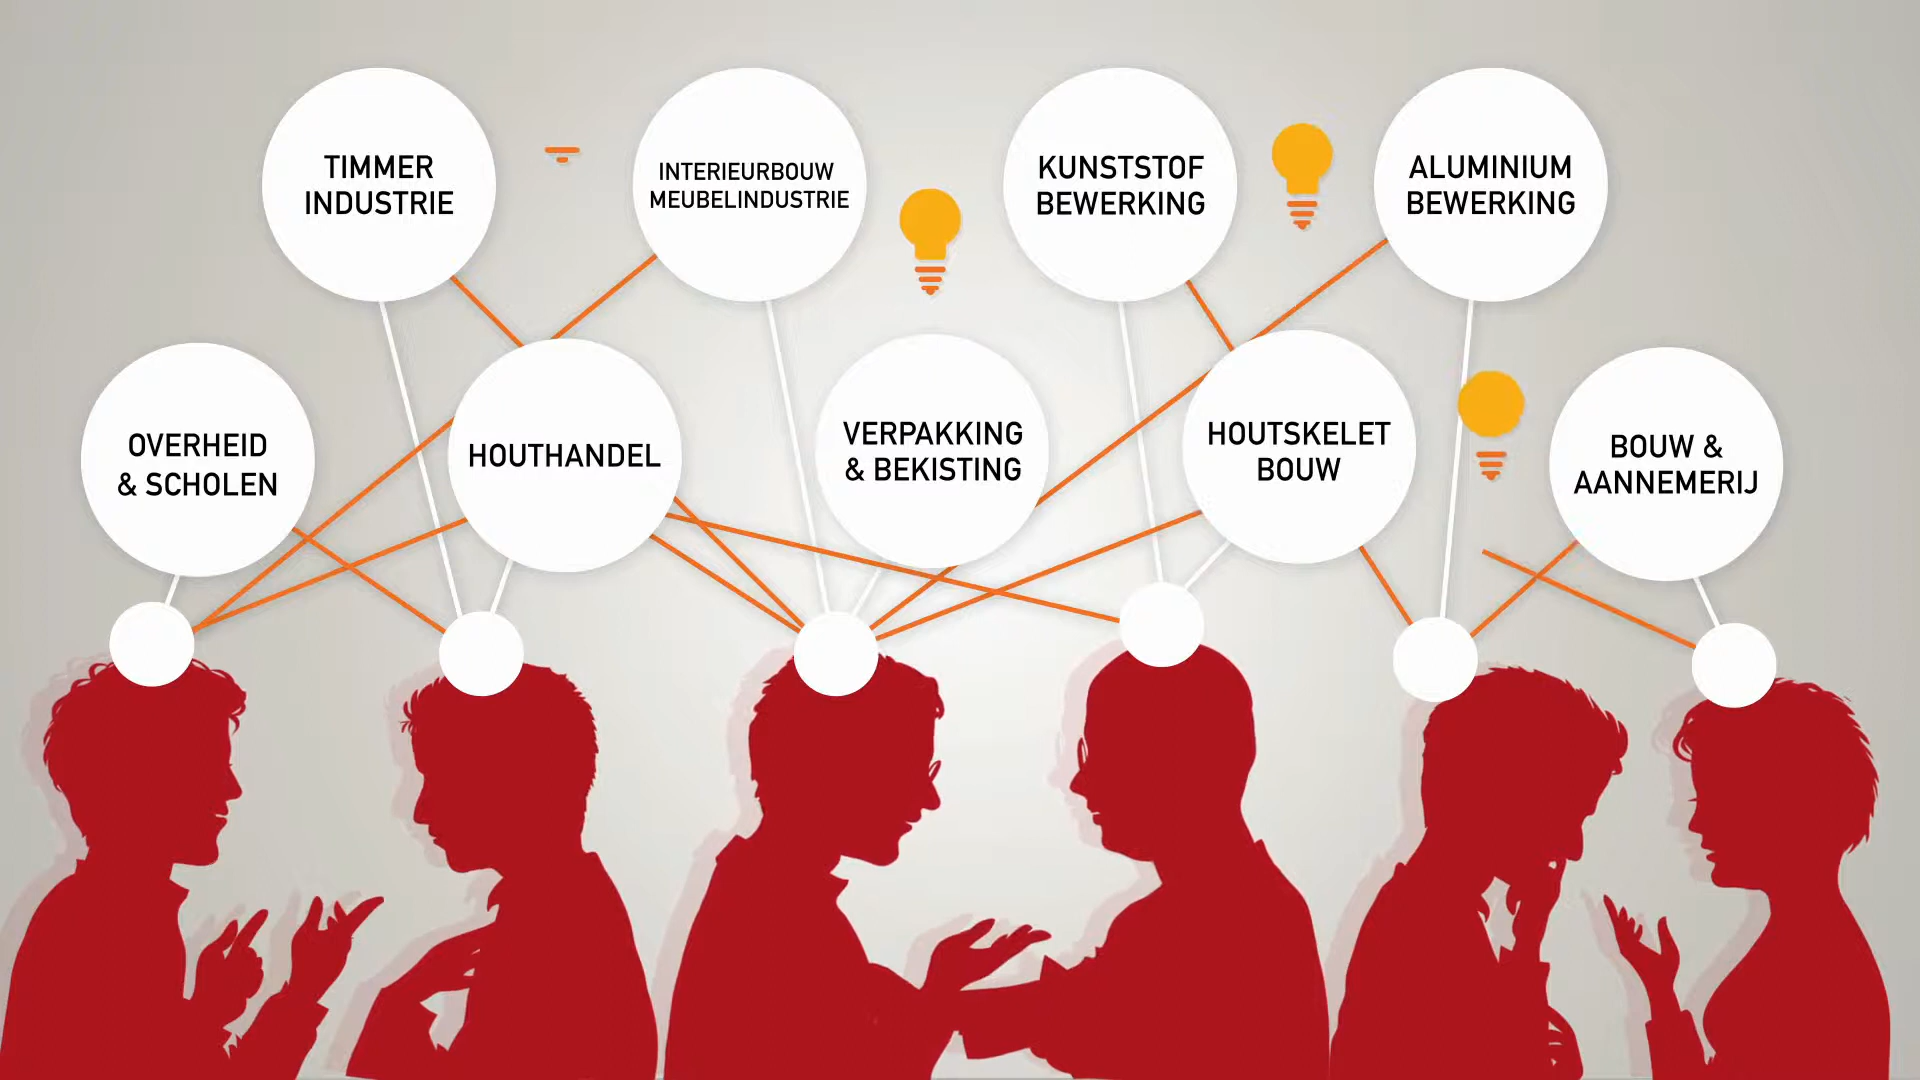 TIMMER
INDUSTRIE
INTERIEURBOUW
MEUBELINDUSTRIE
KUNSTSTOF
BEWERKING
ALUMINIUM
BEWERKING
OVERHEID
& SCHOLEN
HOUTHANDEL
VERPAKKING
& BEKISTING
HOUTSKELET
BOUW
BOUW &
AANNEMERIJ